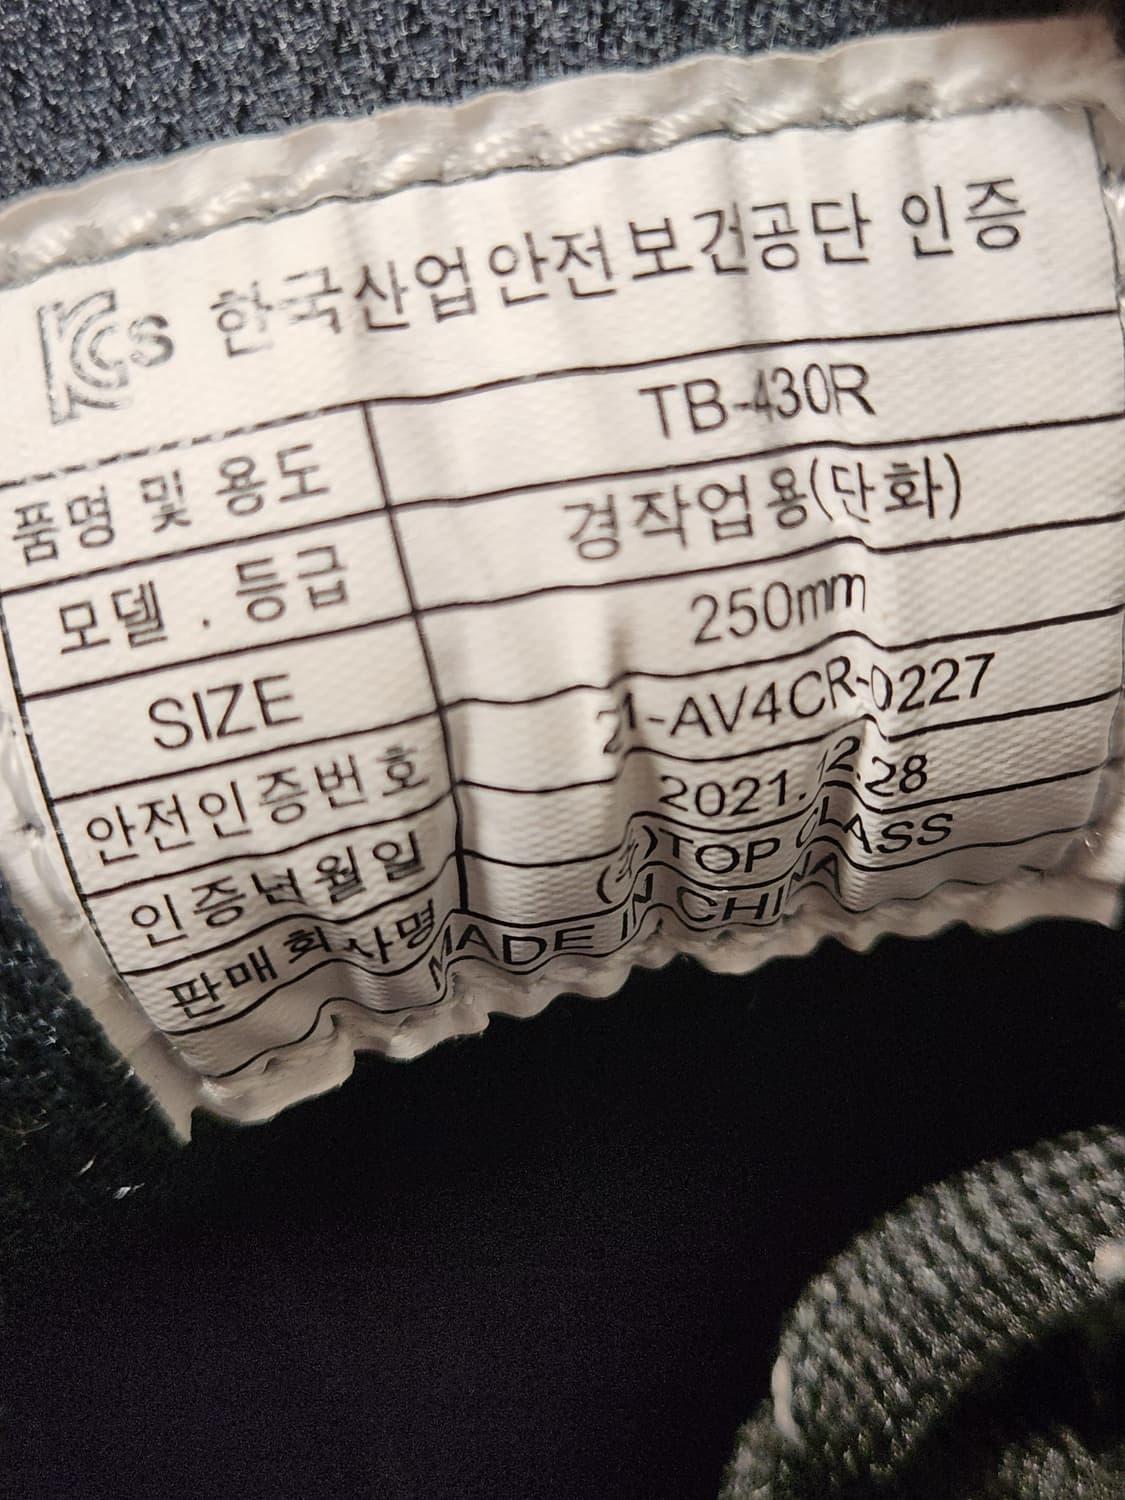 KCs 한국산업안전보건공단 인증
품명 및 용도 TB-430R
모델 . 등급 경작업용(단화)
SIZE 250mm
안전인증번호 21-AV4CR-0227
인증년월일 2021.12.28
판매회사명 (주)TOP CLASS
MADE IN CHINA